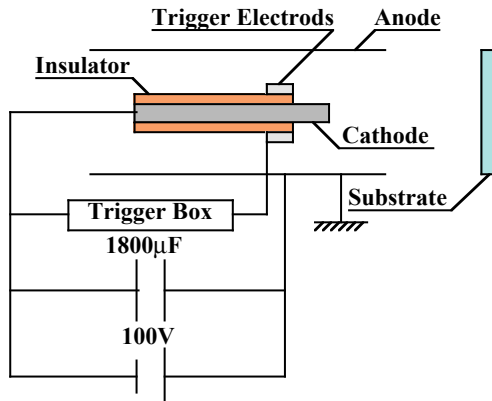 Trigger Electrods
Anode
Insulator
Cathode
Substrate
Trigger Box
1800μF
100V